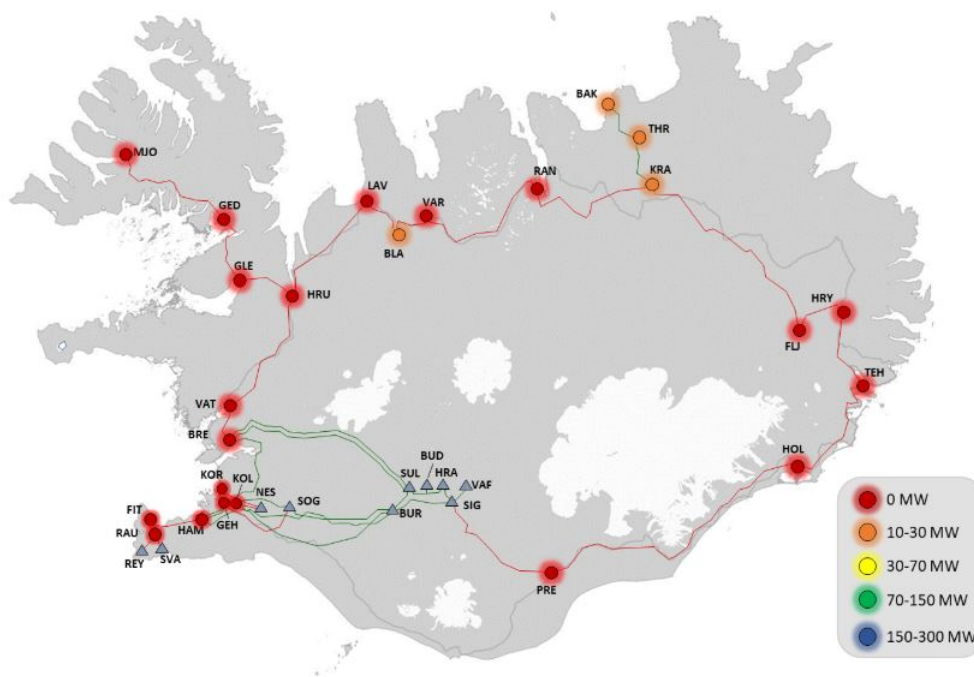 BAK
THR
KRA
MJO
RAN
LAV
GED
VAR
BLA
GLE
HRU
HRY
FLJ
TEH
VAT
BRE
HOL
BUD
SUL
HRA
VAF
KOR
KOL
NES
SOG
SIG
BUR
FIT
GEH
HAM
RAU
REY
SVA
PRE
0 MW
10-30 MW
30-70 MW
70-150 MW
150-300 MW